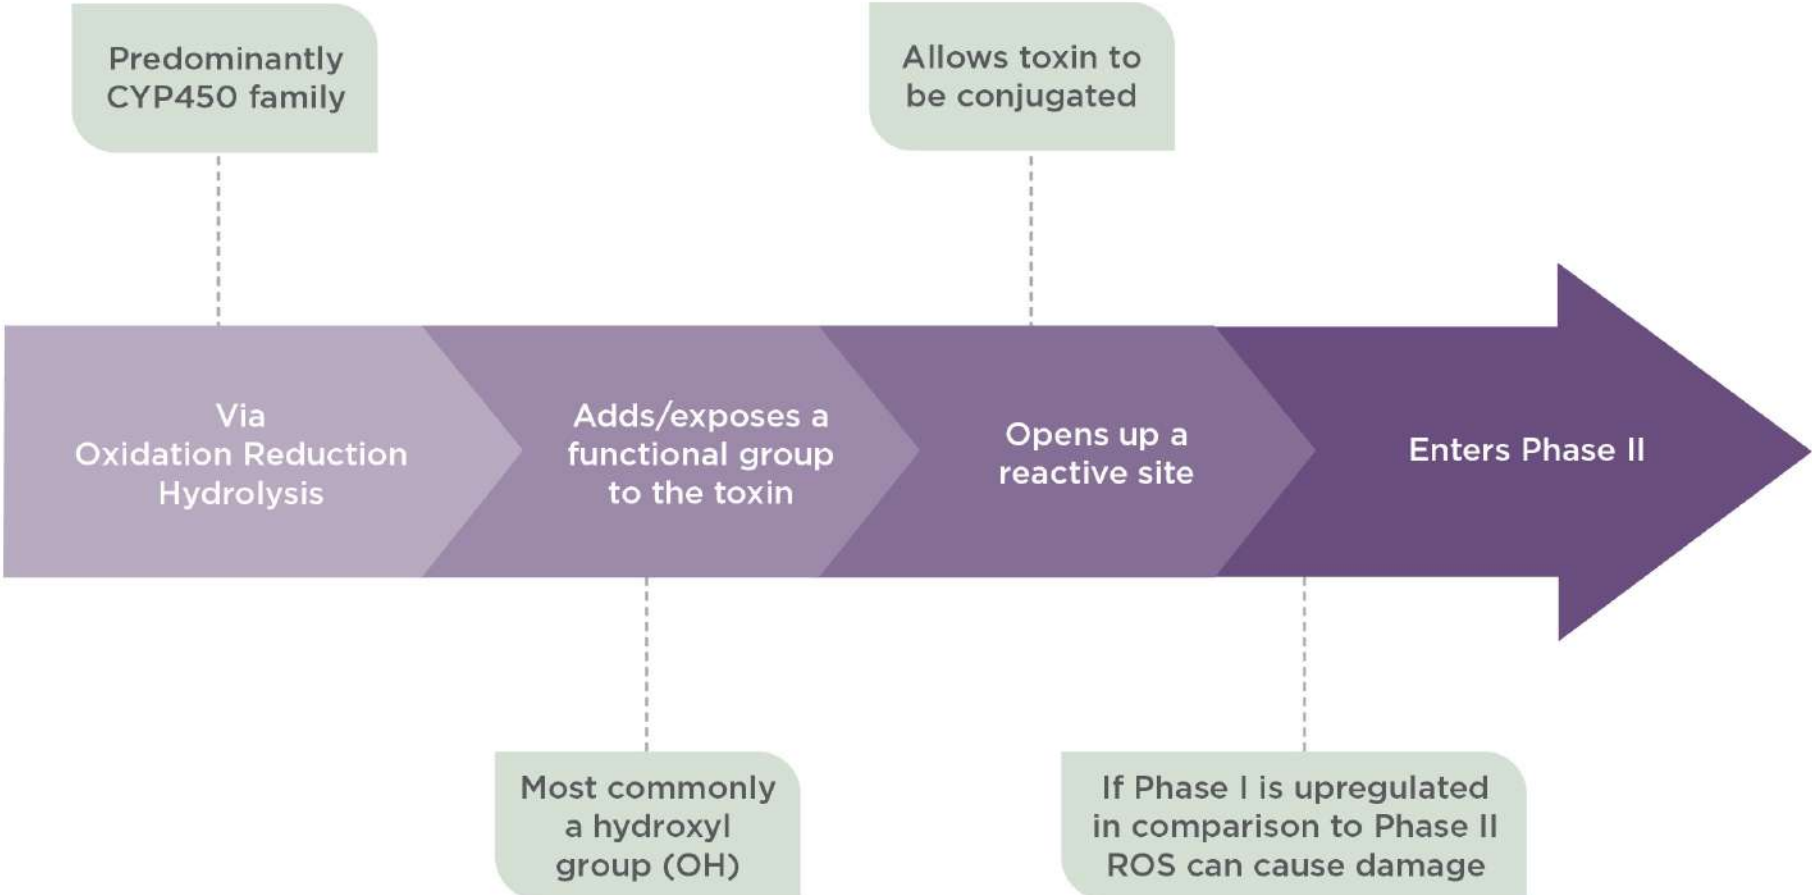 Predominantly
CYP450 family
Allows toxin to
be conjugated
Via
Oxidation Reduction
Hydrolysis
Adds/exposes a
functional group
to the toxin
Opens up a
reactive site
Enters Phase II
Most commonly
a hydroxyl
group (OH)
If Phase I is upregulated
in comparison to Phase II
ROS can cause damage